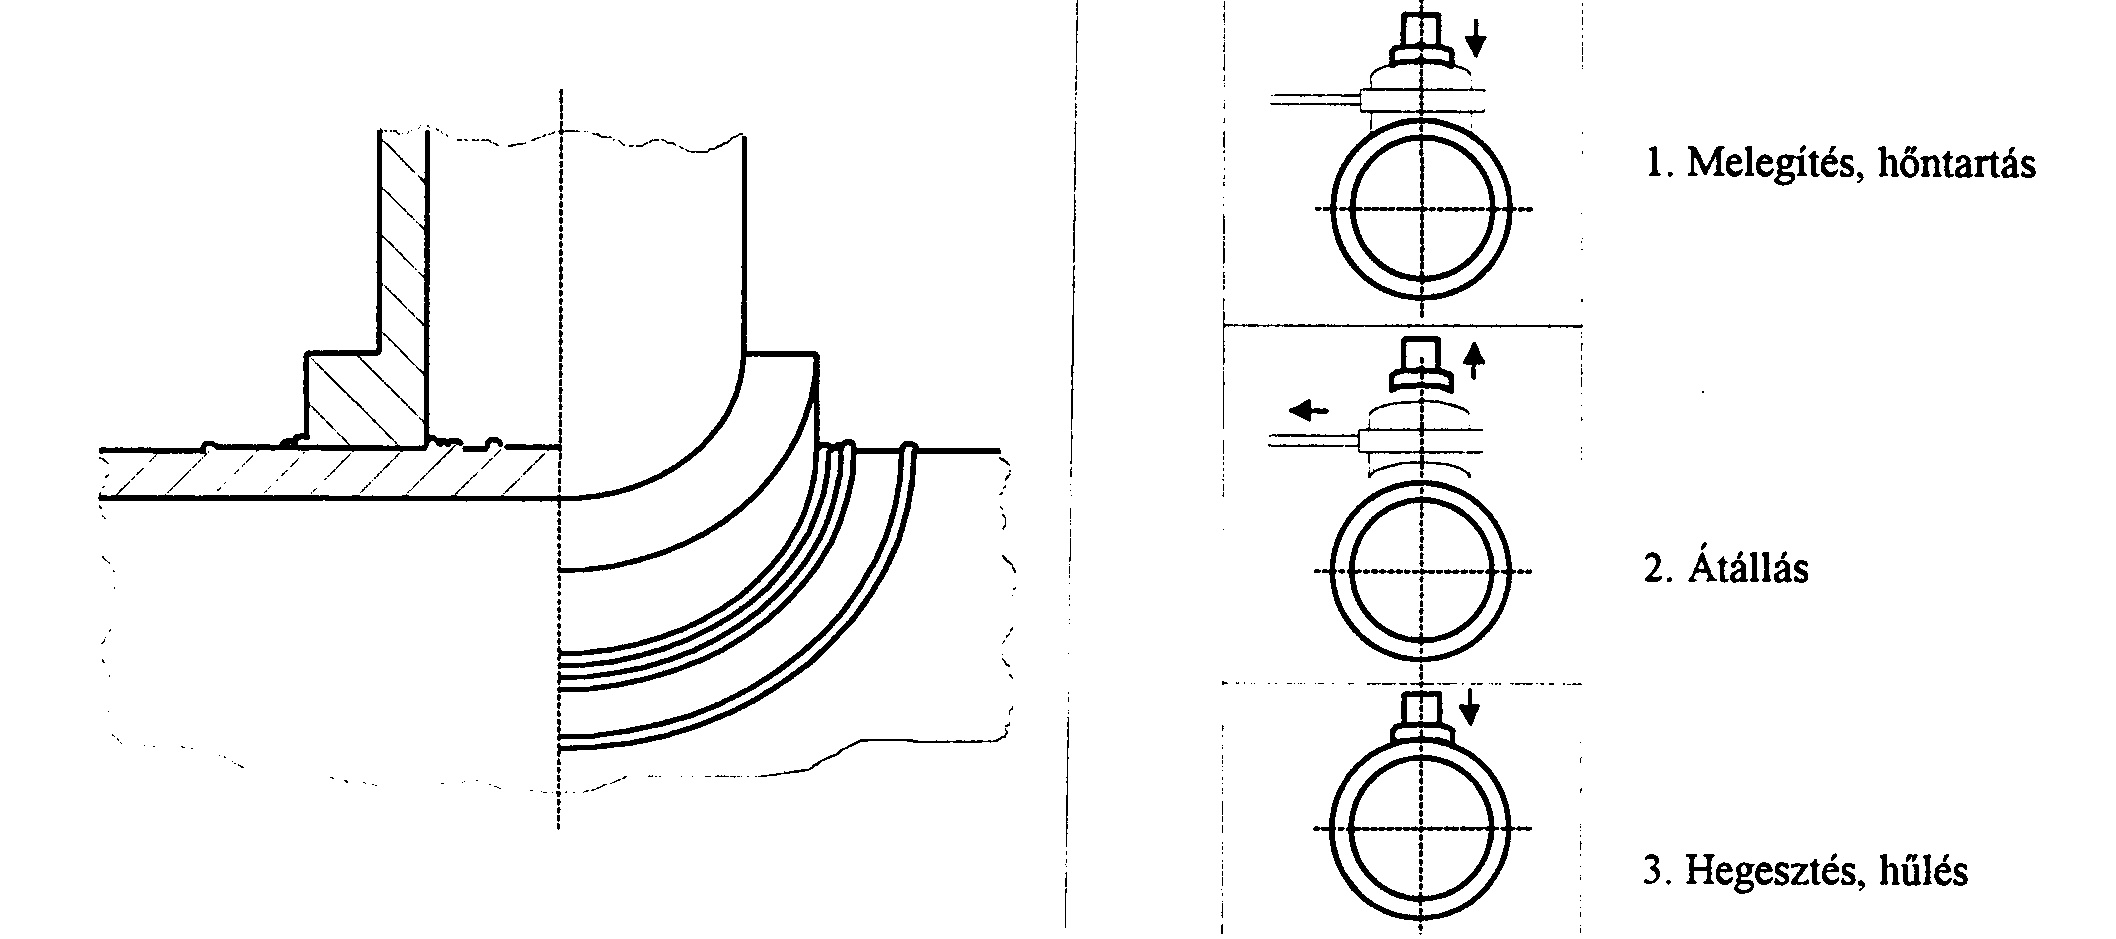 1. Melegítés, hőntartás
2. Átállás
3. Hegesztés, hűlés